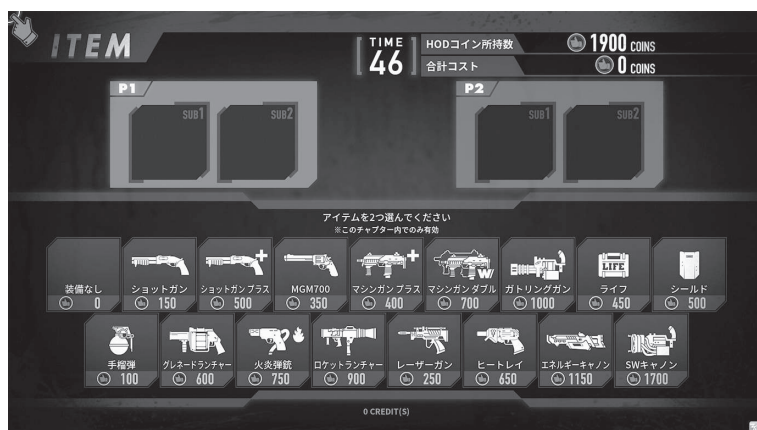 ITEM
TIME
46
HODコイン所持数 1900 COINS
合計コスト 0 COINS
P1
SUB1
SUB2
P2
SUB1
SUB2
アイテムを2つ選んでください
※このチャプター内でのみ有効
装備なし
0
ショットガン
150
ショットガン プラス
500
MGM700
350
マシンガン プラス
400
マシンガン ダブル
700
ガトリングガン
1000
LIFE
ライフ
450
シールド
500
手榴弾
100
グレネードランチャー
600
火炎弾銃
750
ロケットランチャー
900
レーザーガン
250
ヒートレイ
650
エネルギーキャノン
1150
SWキャノン
1700
0 CREDIT(S)